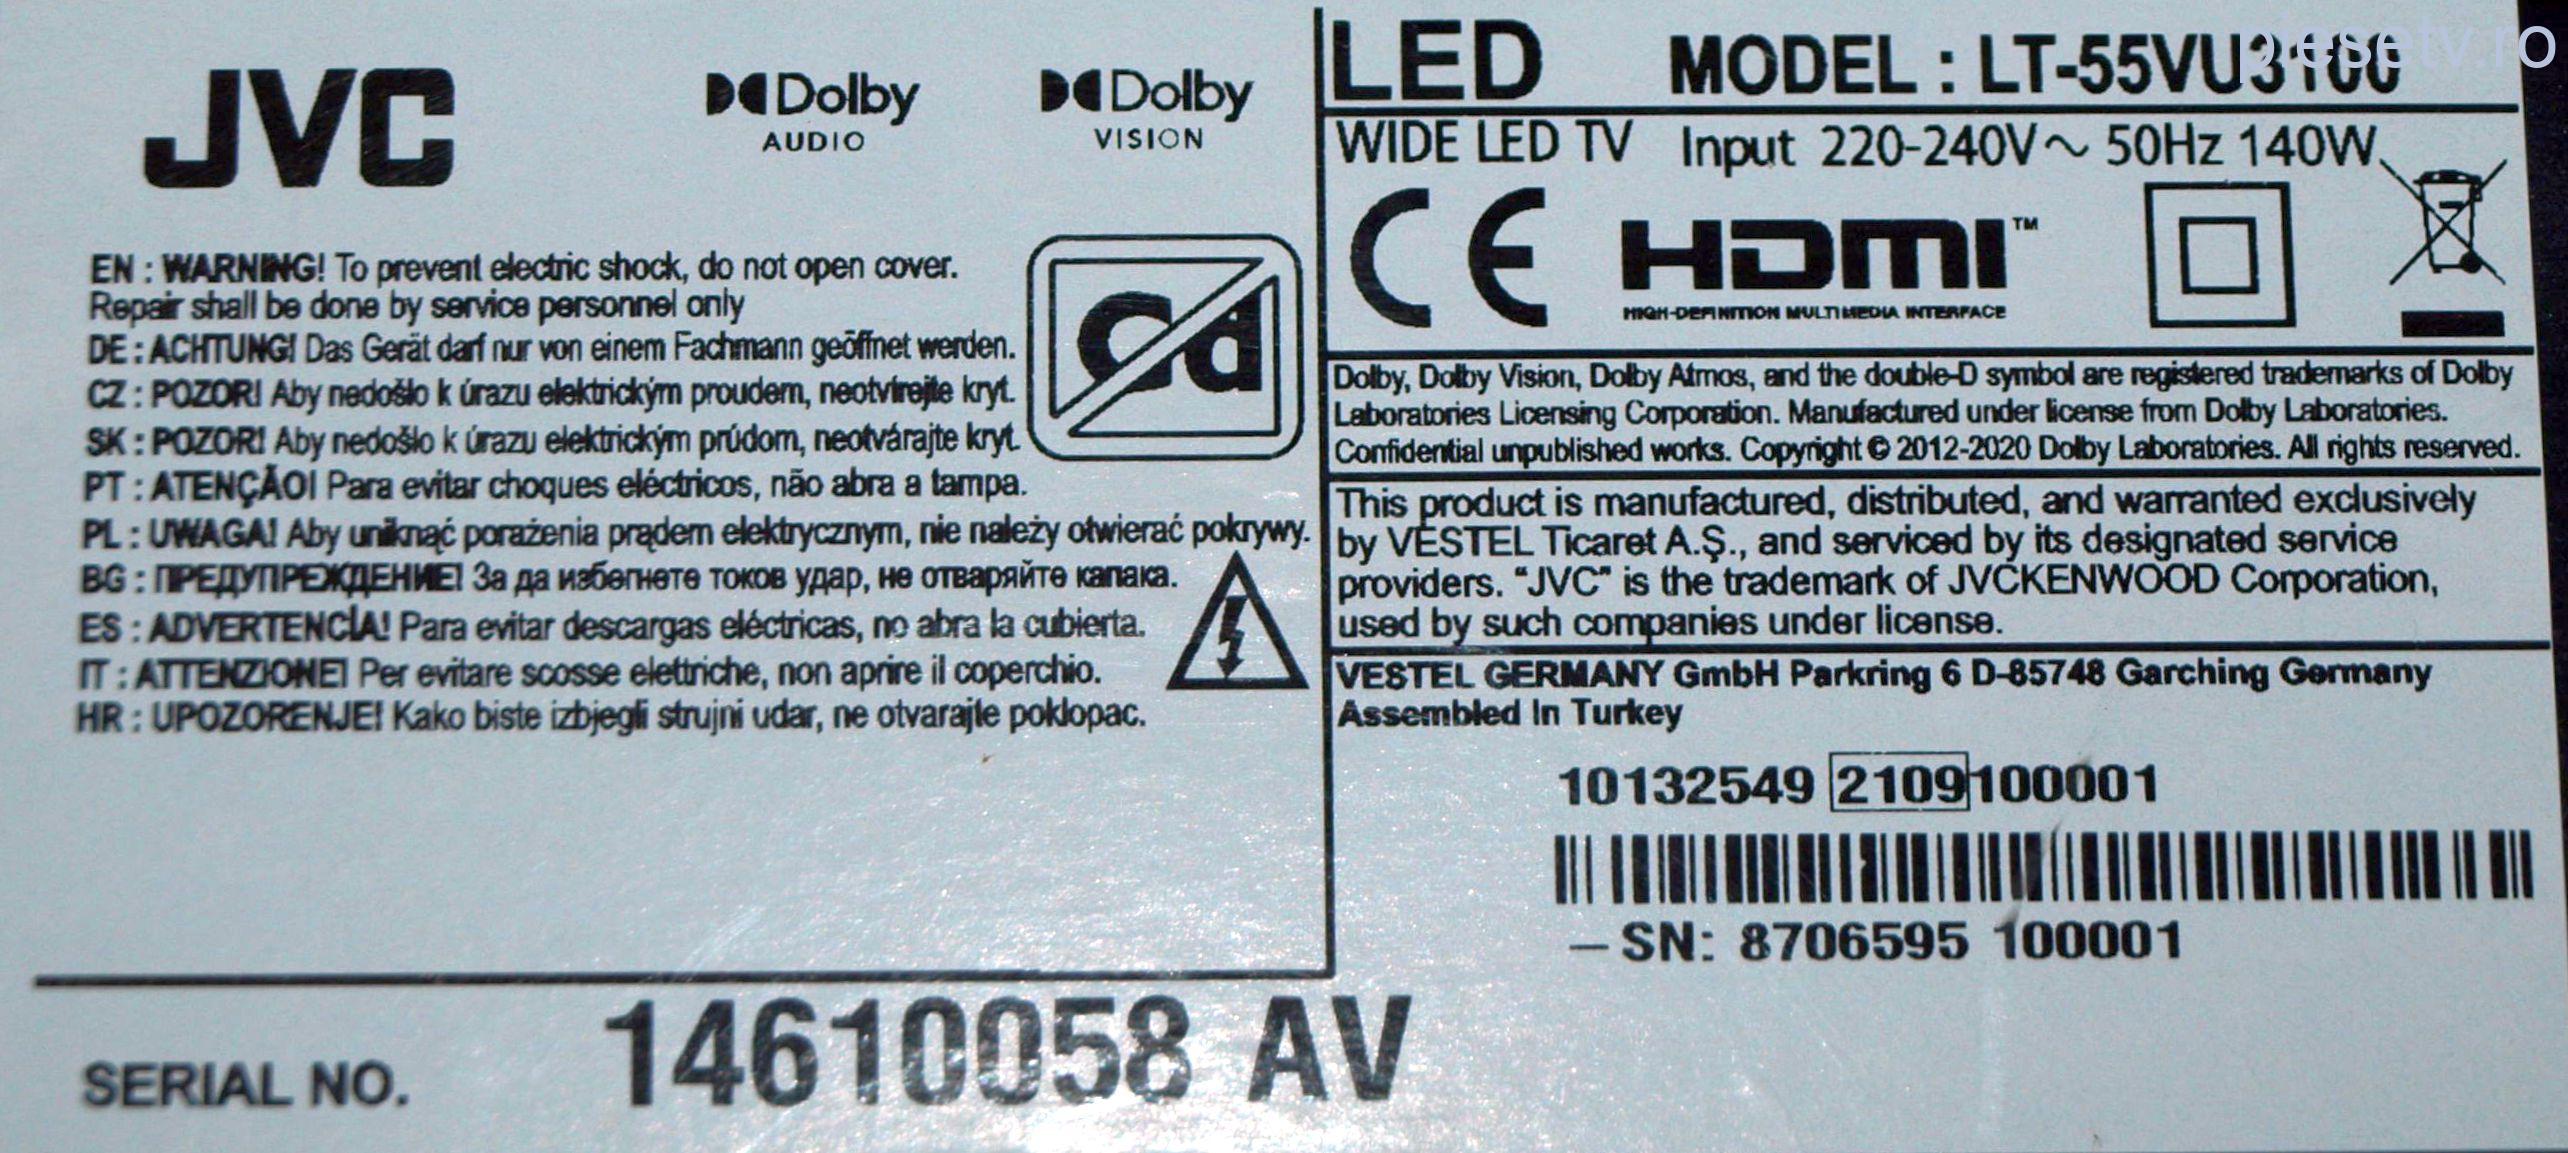 JVC
Dolby
AUDIO
Dolby
VISION
EN : WARNING! To prevent electric shock, do not open cover.
Repair shall be done by service personnel only
DE : ACHTUNG! Das Gerät darf nur von einem Fachmann geöffnet werden.
CZ : POZOR! Aby nedošlo k úrazu elektrickým proudem, neotvírejte kryt.
SK : POZOR! Aby nedošlo k úrazu elektrickým prúdom, neotvárajte kryt.
PT : ATENÇÃO! Para evitar choques eléctricos, não abra a tampa.
PL : UWAGA! Aby uniknąć porażenia prądem elektrycznym, nie należy otwierać pokrywy.
BG : ПРЕДУПРЕЖДЕНИЕ! За да избегнете токов удар, не отваряйте капака.
ES : ADVERTENCÍA! Para evitar descargas eléctricas, no abra la cubierta.
IT : ATTENZIONE! Per evitare scosse elettriche, non aprire il coperchio.
HR : UPOZORENJE! Kako biste izbjegli strujni udar, ne otvarajte poklopac.
Cd
LED MODEL : LT-55VU3100
piesetv.ro
WIDE LED TV Input 220-240V~ 50Hz 140W
CE HDMI™
HIGH-DEFINITION MULTIMEDIA INTERFACE
Dolby, Dolby Vision, Dolby Atmos, and the double-D symbol are registered trademarks of Dolby
Laboratories Licensing Corporation. Manufactured under license from Dolby Laboratories.
Confidential unpublished works. Copyright © 2012-2020 Dolby Laboratories. All rights reserved.
This product is manufactured, distributed, and warranted exclusively
by VESTEL Ticaret A.Ş., and serviced by its designated service
providers. “JVC” is the trademark of JVCKENWOOD Corporation,
used by such companies under license.
VESTEL GERMANY GmbH Parkring 6 D-85748 Garching Germany
Assembled In Turkey
10132549 2109 100001
– SN: 8706595 100001
SERIAL NO. 14610058 AV